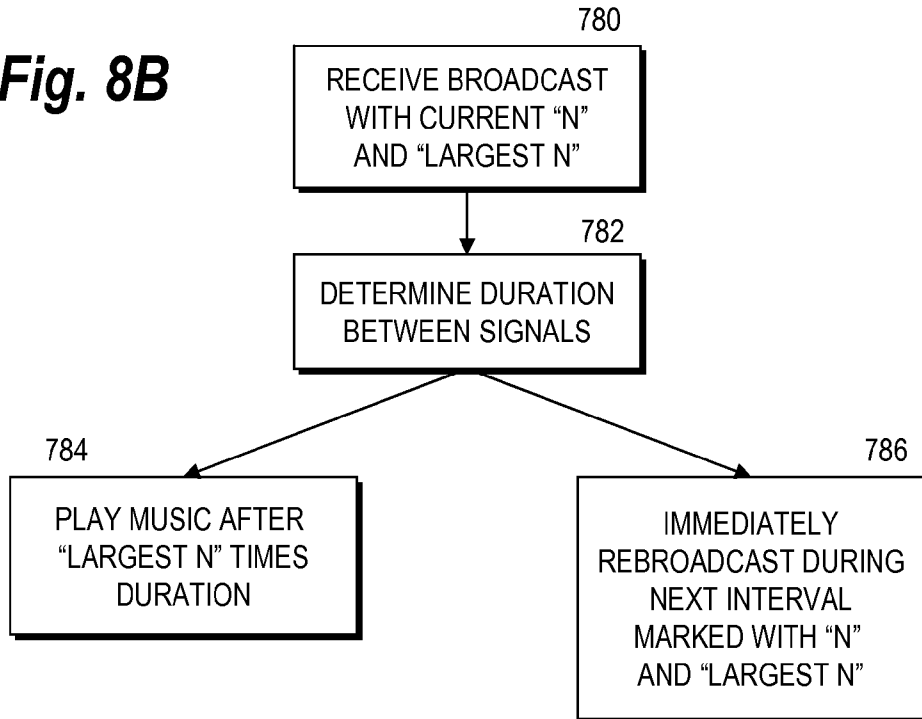 Fig. 8B
780
RECEIVE BROADCAST
WITH CURRENT “N”
AND “LARGEST N”
782
DETERMINE DURATION
BETWEEN SIGNALS
784
PLAY MUSIC AFTER
“LARGEST N” TIMES
DURATION
786
IMMEDIATELY
REBROADCAST DURING
NEXT INTERVAL
MARKED WITH “N”
AND “LARGEST N”